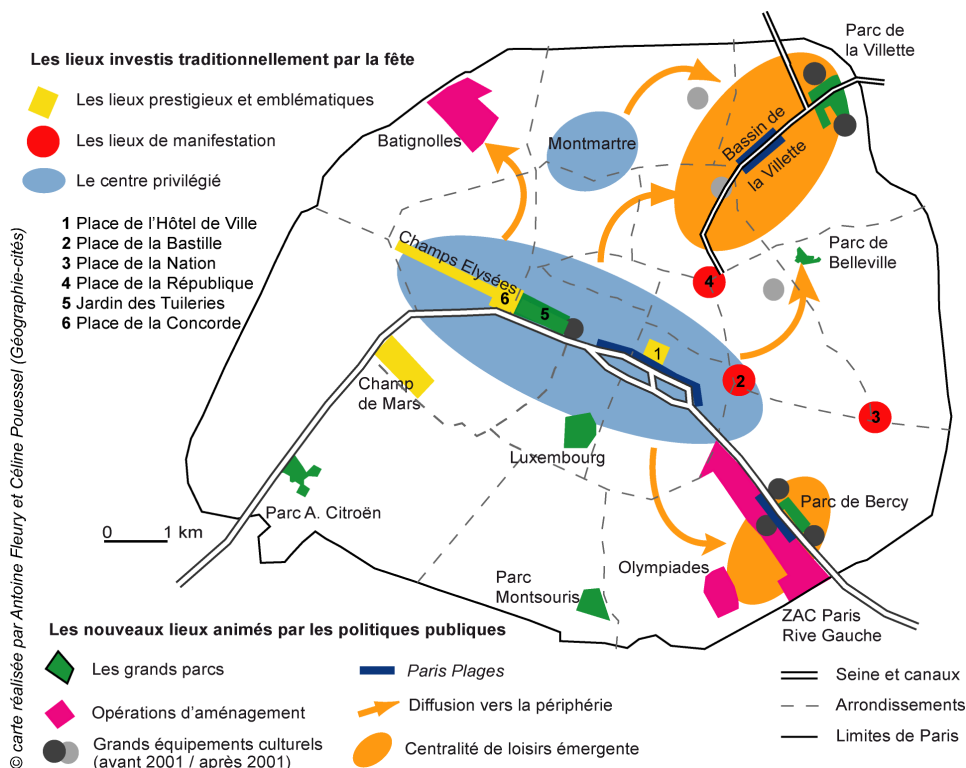 Les lieux investis traditionnellement par la fête
Les lieux prestigieux et emblématiques
Les lieux de manifestation
Le centre privilégié
1 Place de l'Hôtel de Ville
2 Place de la Bastille
3 Place de la Nation
4 Place de la République
5 Jardin des Tuileries
6 Place de la Concorde
Parc de
la Villette
Batignolles
Montmartre
Bassin de
la Villette
Champs Elysées
Parc de
Belleville
4
6
5
1
2
3
Champ
de Mars
Luxembourg
Parc A. Citroën
Parc de Bercy
0 1 km
Olympiades
Parc
Montsouris
ZAC Paris
Rive Gauche
Les nouveaux lieux animés par les politiques publiques
Les grands parcs
Opérations d'aménagement
Grands équipements culturels
(avant 2001 / après 2001)
Paris Plages
Diffusion vers la périphérie
Centralité de loisirs émergente
Seine et canaux
Arrondissements
Limites de Paris
© carte réalisée par Antoine Fleury et Céline Pouessel (Géographie-cités)